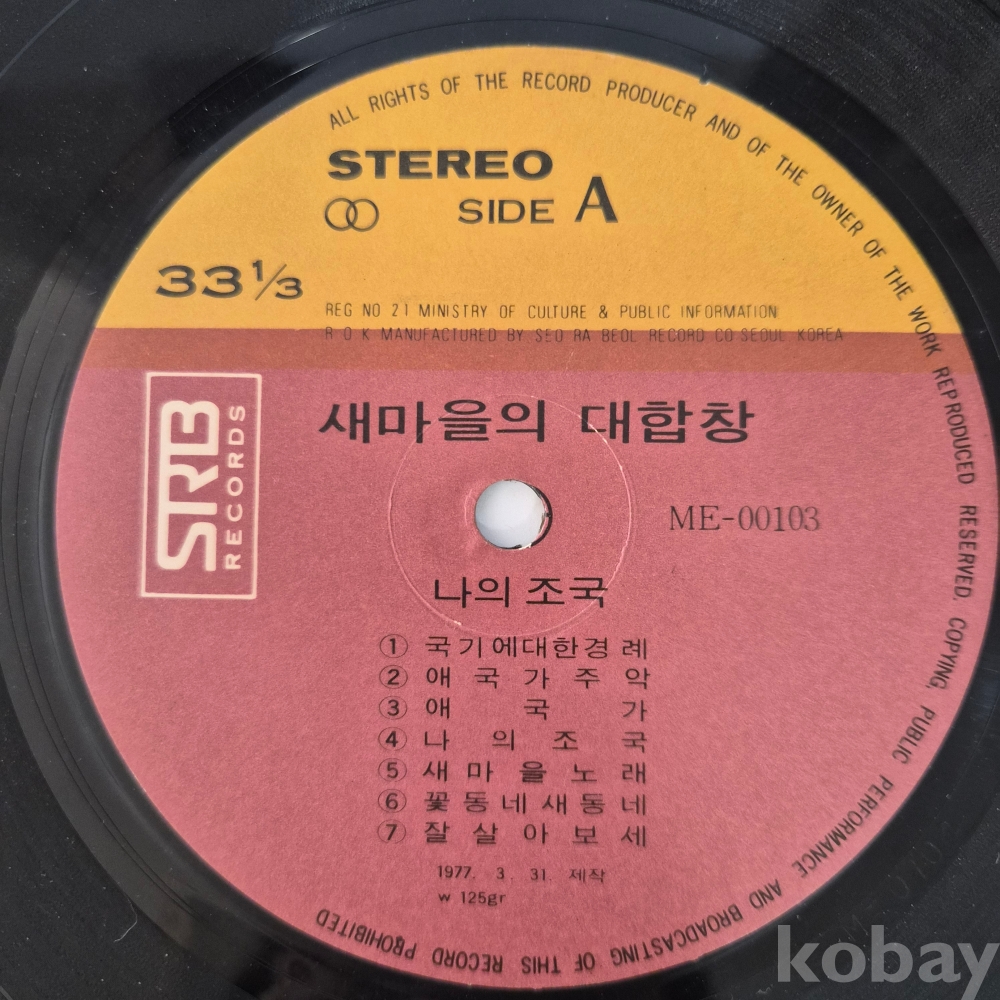 ALL RIGHTS OF THE RECORD PRODUCER AND OF THE OWNER OF THE WORK REPRODUCED RESERVED. COPYING, PUBLIC PERFORMANCE AND BROADCASTING OF THIS RECORD PROHIBITED
STEREO
SIDE A
33 1/3
REG NO 21 MINISTRY OF CULTURE & PUBLIC INFORMATION
R O K MANUFACTURED BY SEO RA BEOL RECORD CO SEOUL KOREA
SRB
RECORDS
새마을의 대합창
ME-00103
나의 조국
① 국기에대한경례
② 애국가주악
③ 애국가
④ 나의조국
⑤ 새마을노래
⑥ 꽃동네새동네
⑦ 잘살아보세
1977. 3. 31. 제작
w 125gr
kobay